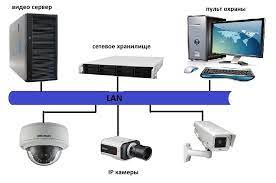 видео сервер
пульт охраны
сетевое хранилище
LAN
IP камеры